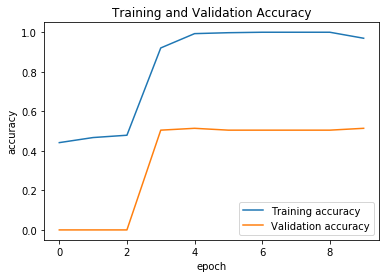 Training and Validation Accuracy
accuracy
1.0
0.8
0.6
0.4
0.2
0.0
Training accuracy
Validation accuracy
0 2 4 6 8
epoch